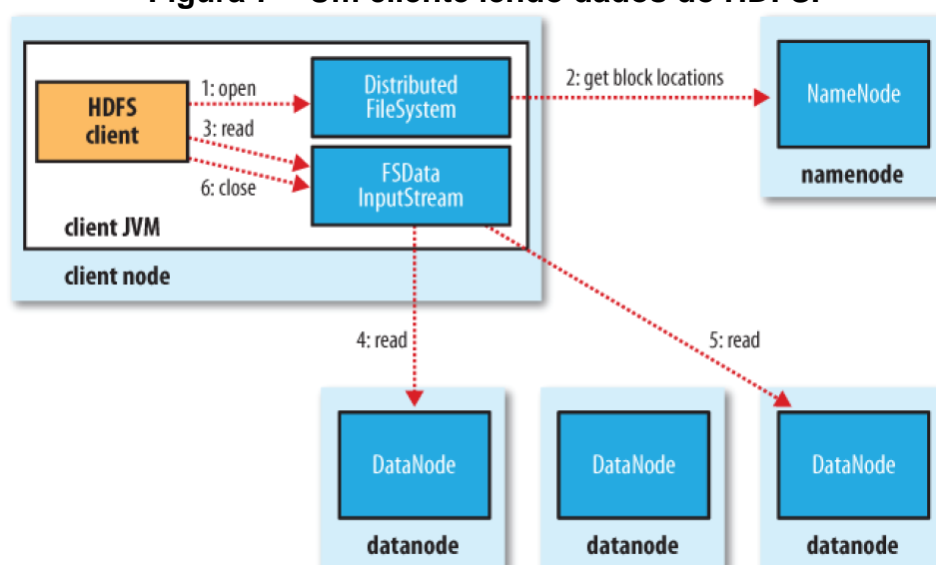 HDFS
client
1: open
3: read
6: close
Distributed
FileSystem
FSData
InputStream
client JVM
client node
2: get block locations
NameNode
namenode
4: read
5: read
DataNode
datanode
DataNode
datanode
DataNode
datanode